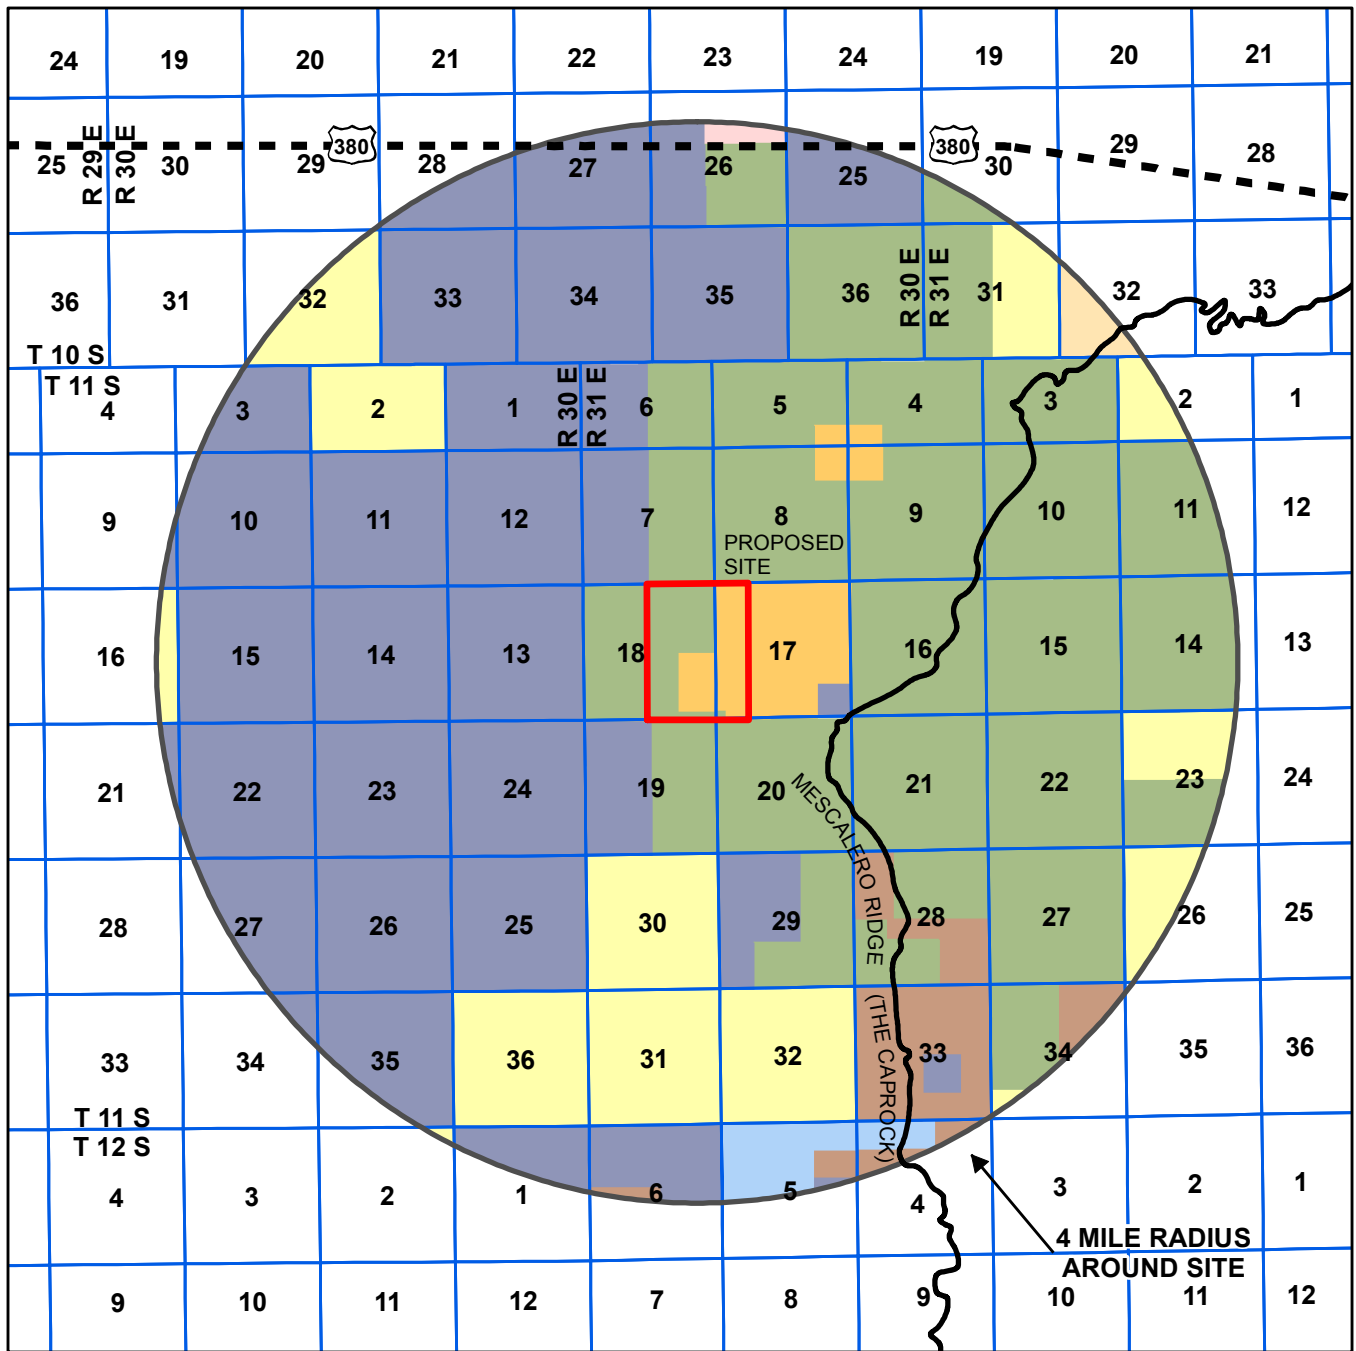 24 19 20 21 22 23 24 19 20 21
R 29 E
R 30 E
380
380
25 30 29 28 27 26 25 30 29 28
R 30 E
R 31 E
36 31 32 33 34 35 36 31 32 33
T 10 S
T 11 S
R 30 E
R 31 E
4 3 2 1 6 5 4 3 2 1
9 10 11 12 7 8 9 10 11 12
PROPOSED
SITE
16 15 14 13 18 17 16 15 14 13
21 22 23 24 19 20 21 22 23 24
MESCALERO RIDGE
(THE CAPROCK)
28 27 26 25 30 29 28 27 26 25
33 34 35 36 31 32 33 34 35 36
T 11 S
T 12 S
4 3 2 1 6 5 4 3 2 1
4 MILE RADIUS
AROUND SITE
9 10 11 12 7 8 9 10 11 12